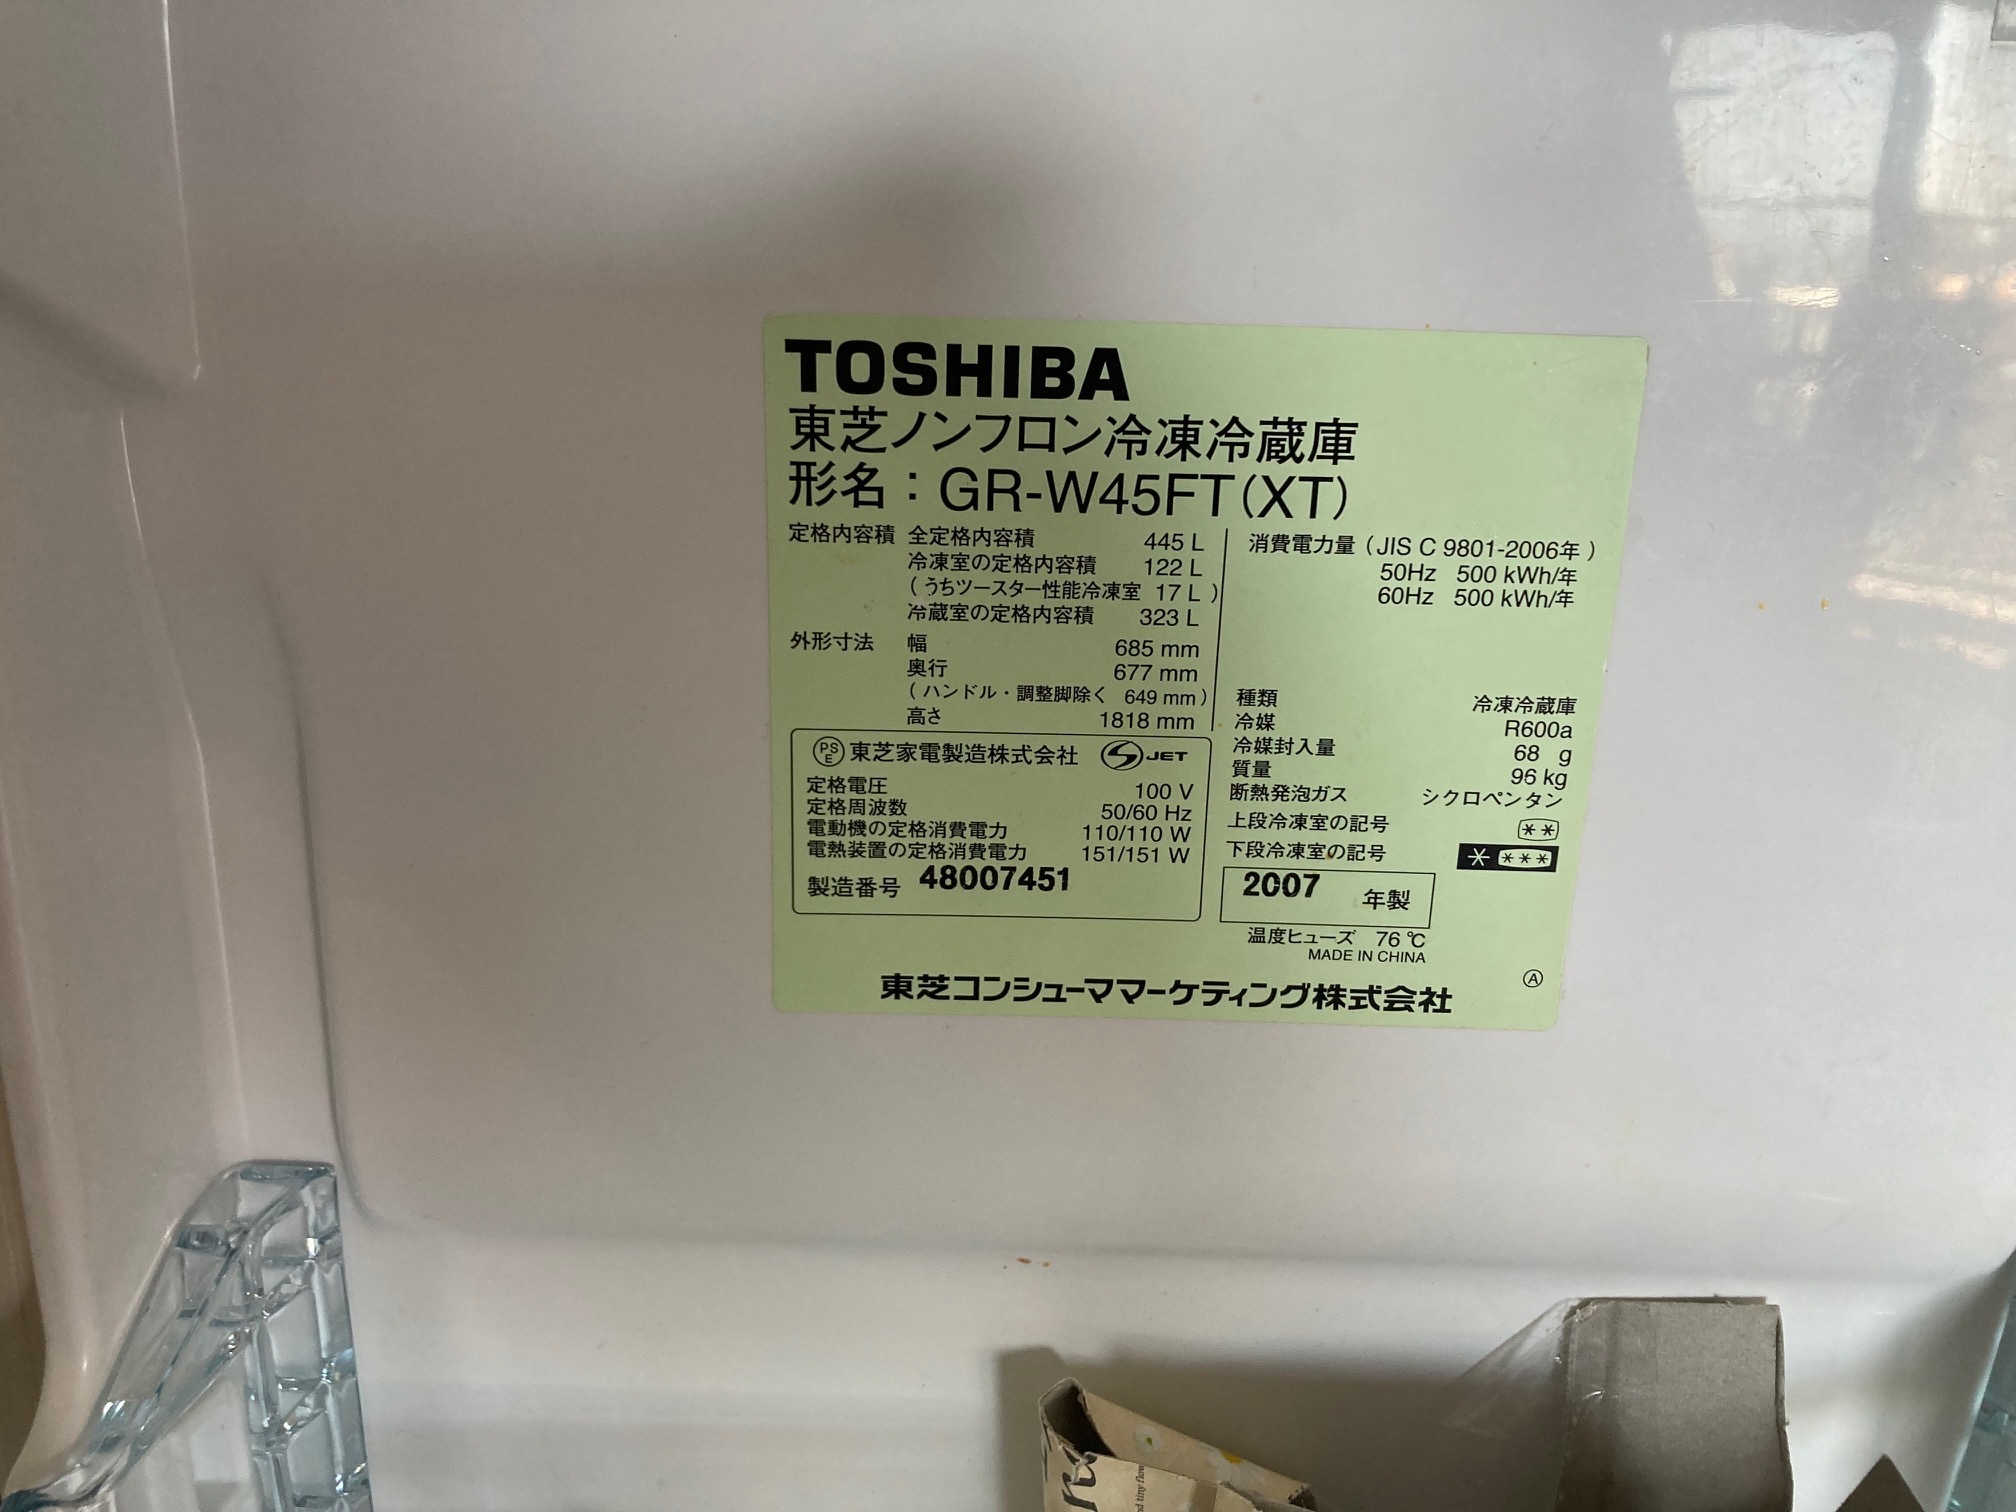 TOSHIBA
東芝ノンフロン冷凍冷蔵庫
形名：GR-W45FT(XT)
定格内容積 全定格内容積 445 L
冷凍室の定格内容積 122 L
（うちツースター性能冷凍室 17 L）
冷蔵室の定格内容積 323 L
外形寸法 幅 685 mm
奥行 677 mm
（ハンドル・調整脚除く 649 mm）
高さ 1818 mm
消費電力量（JIS C 9801-2006年）
50Hz 500 kWh/年
60Hz 500 kWh/年
種類 冷凍冷蔵庫
冷媒 R600a
冷媒封入量 68 g
質量 96 kg
断熱発泡ガス シクロペンタン
上段冷凍室の記号 **
下段冷凍室の記号 * ***
PSE 東芝家電製造株式会社 JET
定格電圧 100 V
定格周波数 50/60 Hz
電動機の定格消費電力 110/110 W
電熱装置の定格消費電力 151/151 W
製造番号 48007451
2007 年製
温度ヒューズ 76℃
MADE IN CHINA
東芝コンシューママーケティング株式会社
Ⓐ